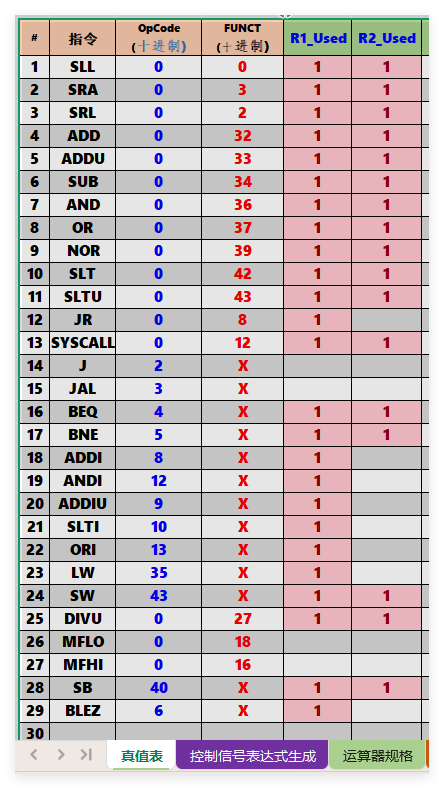 # 指令 OpCode (十进制) FUNCT (十进制) R1_Used R2_Used
1 SLL 0 0 1 1
2 SRA 0 3 1 1
3 SRL 0 2 1 1
4 ADD 0 32 1 1
5 ADDU 0 33 1 1
6 SUB 0 34 1 1
7 AND 0 36 1 1
8 OR 0 37 1 1
9 NOR 0 39 1 1
10 SLT 0 42 1 1
11 SLTU 0 43 1 1
12 JR 0 8 1
13 SYSCALL 0 12 1 1
14 J 2 X
15 JAL 3 X
16 BEQ 4 X 1 1
17 BNE 5 X 1 1
18 ADDI 8 X 1
19 ANDI 12 X 1
20 ADDIU 9 X 1
21 SLTI 10 X 1
22 ORI 13 X 1
23 LW 35 X 1
24 SW 43 X 1 1
25 DIVU 0 27 1 1
26 MFLO 0 18
27 MFHI 0 16
28 SB 40 X 1 1
29 BLEZ 6 X 1
30
真值表 控制信号表达式生成 运算器规格